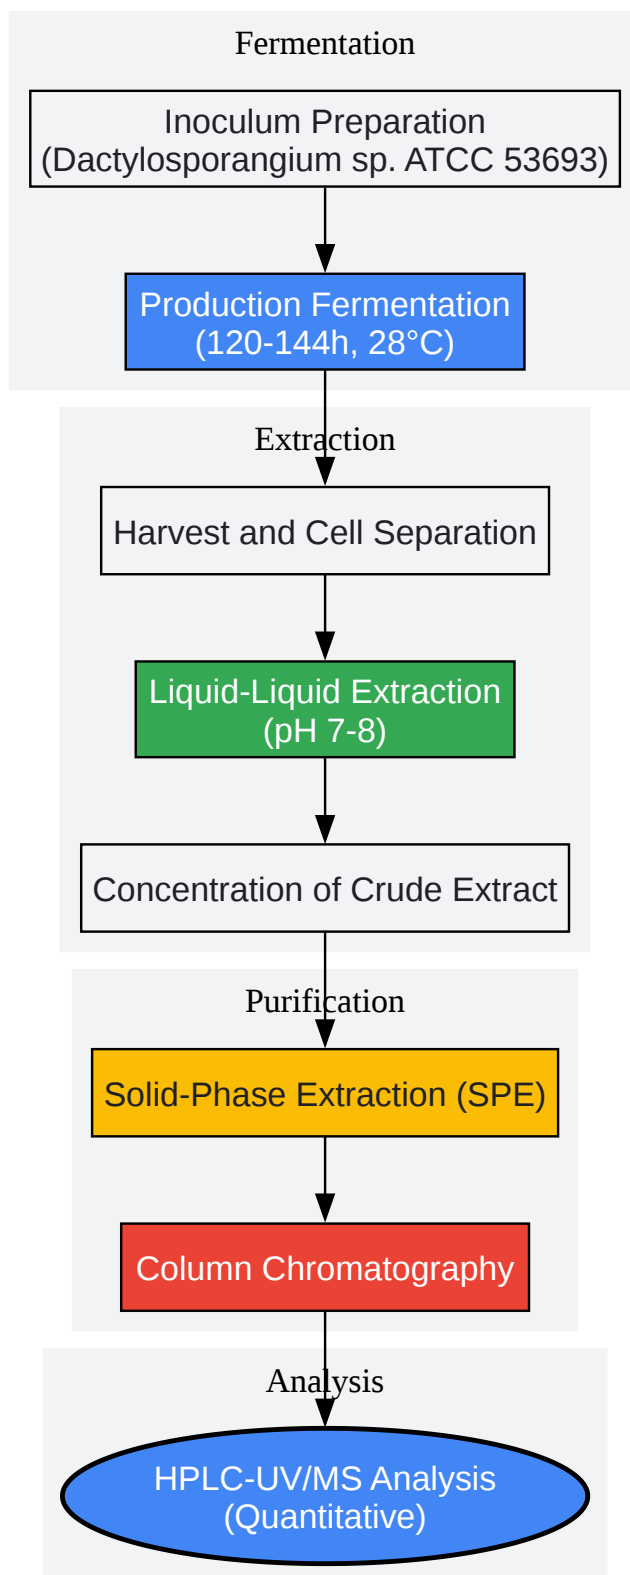 Fermentation
Inoculum Preparation
(Dactylosporangium sp. ATCC 53693)
Production Fermentation
(120-144h, 28°C)
Extraction
Harvest and Cell Separation
Liquid-Liquid Extraction
(pH 7-8)
Concentration of Crude Extract
Purification
Solid-Phase Extraction (SPE)
Column Chromatography
Analysis
HPLC-UV/MS Analysis
(Quantitative)